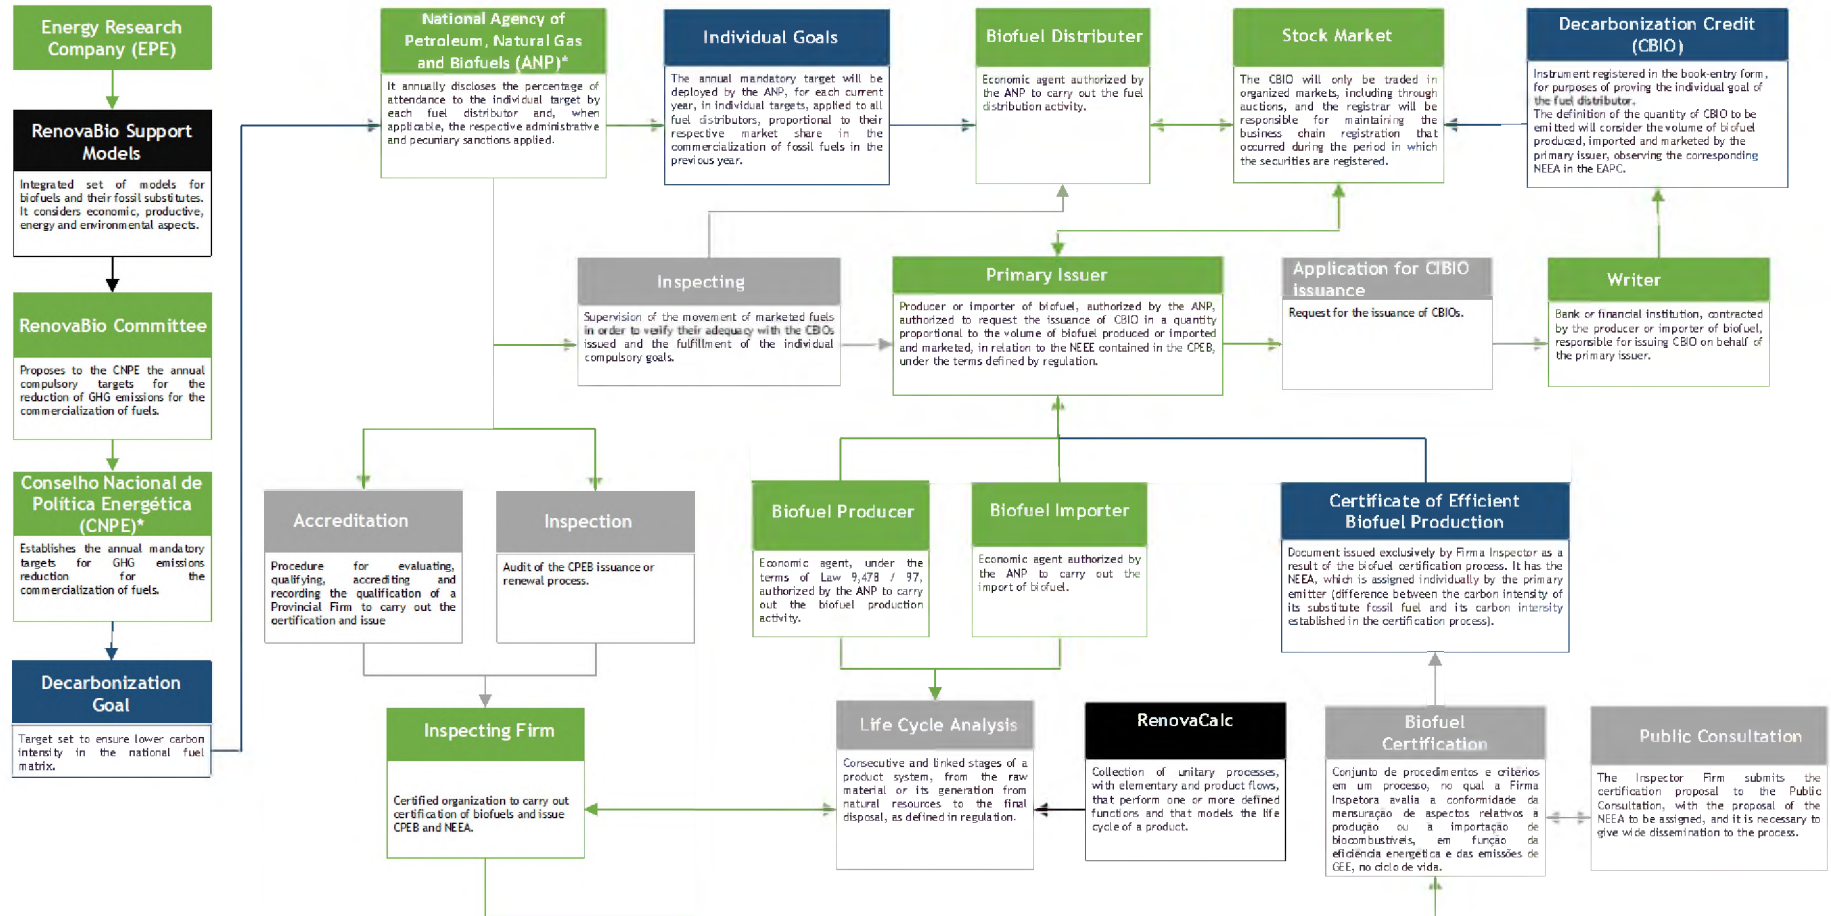 Energy Research
Company (EPE)
RenovaBio Support
Models
Integrated set of models for
biofuels and their fossil substitutes.
It considers economic, productive,
energy and environmental aspects.
RenovaBio Committee
Proposes to the CNPE the annual
compulsory targets for the
reduction of GHG emissions for the
commercialization of fuels.
Conselho Nacional de
Política Energética
(CNPE)*
Establishes the annual mandatory
targets for GHG emissions
reduction for the
commercialization of fuels.
Decarbonization
Goal
Target set to ensure lower carbon
intensity in the national fuel
matrix.
National Agency of
Petroleum, Natural Gas
and Biofuels (ANP)*
It annually discloses the percentage of
attendance to the individual target by
each fuel distributor and, when
applicable, the respective administrative
and pecuniary sanctions applied.
Individual Goals
The annual mandatory target will be
deployed by the ANP, for each current
year, in individual targets, applied to all
fuel distributors, proportional to their
respective market share in the
commercialization of fossil fuels in the
previous year.
Biofuel Distributer
Economic agent authorized by
the ANP to carry out the fuel
distribution activity.
Stock Market
The CBIO will only be traded in
organized markets, including through
auctions, and the registrar will be
responsible for maintaining the
business chain registration that
occurred during the period in which
the securities are registered.
Decarbonization Credit
(CBIO)
Instrument registered in the book-entry form,
for purposes of proving the individual goal of
the fuel distributor.
The definition of the quantity of CBIO to be
emitted will consider the volume of biofuel
produced, imported and marketed by the
primary issuer, observing the corresponding
NEEA in the EAPC.
Inspecting
Supervision of the movement of marketed fuels
in order to verify their adequacy with the CBIOs
issued and the fulfillment of the individual
compulsory goals.
Primary Issuer
Producer or importer of biofuel, authorized by the ANP,
authorized to request the issuance of CBIO in a quantity
proportional to the volume of biofuel produced or imported
and marketed, in relation to the NEEE contained in the CPEB,
under the terms defined by regulation.
Application for CIBIO
issuance
Request for the issuance of CBIOs.
Writer
Bank or financial institution, contracted
by the producer or importer of biofuel,
responsible for issuing CBIO on behalf of
the primary issuer.
Accreditation
Procedure for evaluating,
qualifying, accrediting and
recording the qualification of a
Provincial Firm to carry out the
certification and issue
Inspection
Audit of the CPEB issuance or
renewal process.
Biofuel Producer
Economic agent, under the
terms of Law 9,478 / 97,
authorized by the ANP to carry
out the biofuel production
activity.
Biofuel Importer
Economic agent authorized by
the ANP to carry out the
import of biofuel.
Certificate of Efficient
Biofuel Production
Document issued exclusively by Firma Inspector as a
result of the biofuel certification process. It has the
NEEA, which is assigned individually by the primary
emitter (difference between the carbon intensity of
its substitute fossil fuel and its carbon intensity
established in the certification process).
Inspecting Firm
Certified organization to carry out
certification of biofuels and issue
CPEB and NEEA.
Life Cycle Analysis
Consecutive and linked stages of a
product system, from the raw
material or its generation from
natural resources to the final
disposal, as defined in regulation.
RenovaCalc
Collection of unitary processes,
with elementary and product flows,
that perform one or more defined
functions and that models the life
cycle of a product.
Biofuel
Certification
Conjunto de procedimentos e critérios
em um processo, no qual a Firma
Inspetora avalia a conformidade da
mensuração de aspectos relativos à
produção ou à importação de
biocombustíveis, em função da
eficiência energética e das emissões de
GEE, no ciclo de vida.
Public Consultation
The Inspector Firm submits the
certification proposal to the Public
Consultation, with the proposal of the
NEEA to be assigned, and it is necessary to
give wide dissemination to the process.